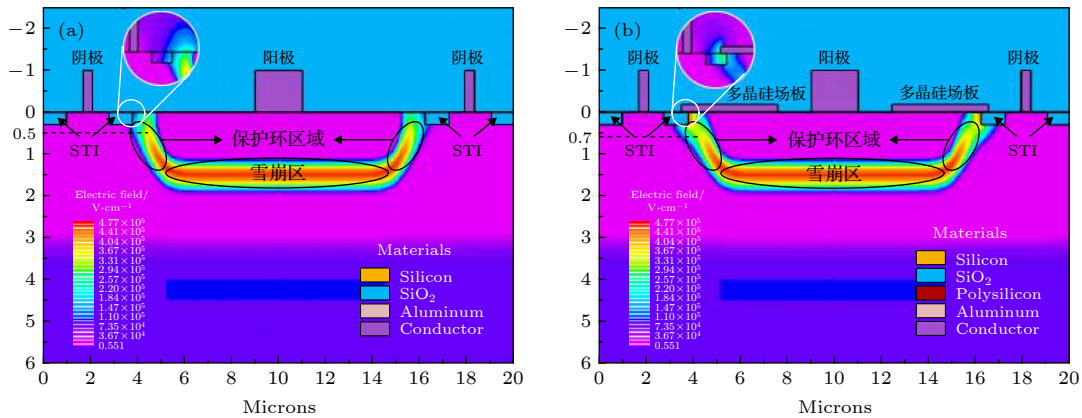 (a)
阴极
阳极
阴极
STI
保护环区域
STI
雪崩区
Electric field/
V·cm⁻¹
4.77×10⁵
4.41×10⁵
4.04×10⁵
3.67×10⁵
3.31×10⁵
2.94×10⁵
2.57×10⁵
2.20×10⁵
1.84×10⁵
1.47×10⁵
1.10×10⁵
7.35×10⁴
3.67×10⁴
0.551
Materials
Silicon
SiO₂
Aluminum
Conductor
−2
−1
0
0.5
1
2
3
4
5
6
0 2 4 6 8 10 12 14 16 18 20
Microns
(b)
阴极
阳极
阴极
多晶硅场板
多晶硅场板
STI
保护环区域
STI
雪崩区
Electric field/
V·cm⁻¹
4.77×10⁵
4.41×10⁵
4.04×10⁵
3.67×10⁵
3.31×10⁵
2.94×10⁵
2.57×10⁵
2.20×10⁵
1.84×10⁵
1.47×10⁵
1.10×10⁵
7.35×10⁴
3.67×10⁴
0.551
Materials
Silicon
SiO₂
Polysilicon
Aluminum
Conductor
−2
−1
0
0.7
1
2
3
4
5
6
0 2 4 6 8 10 12 14 16 18 20
Microns